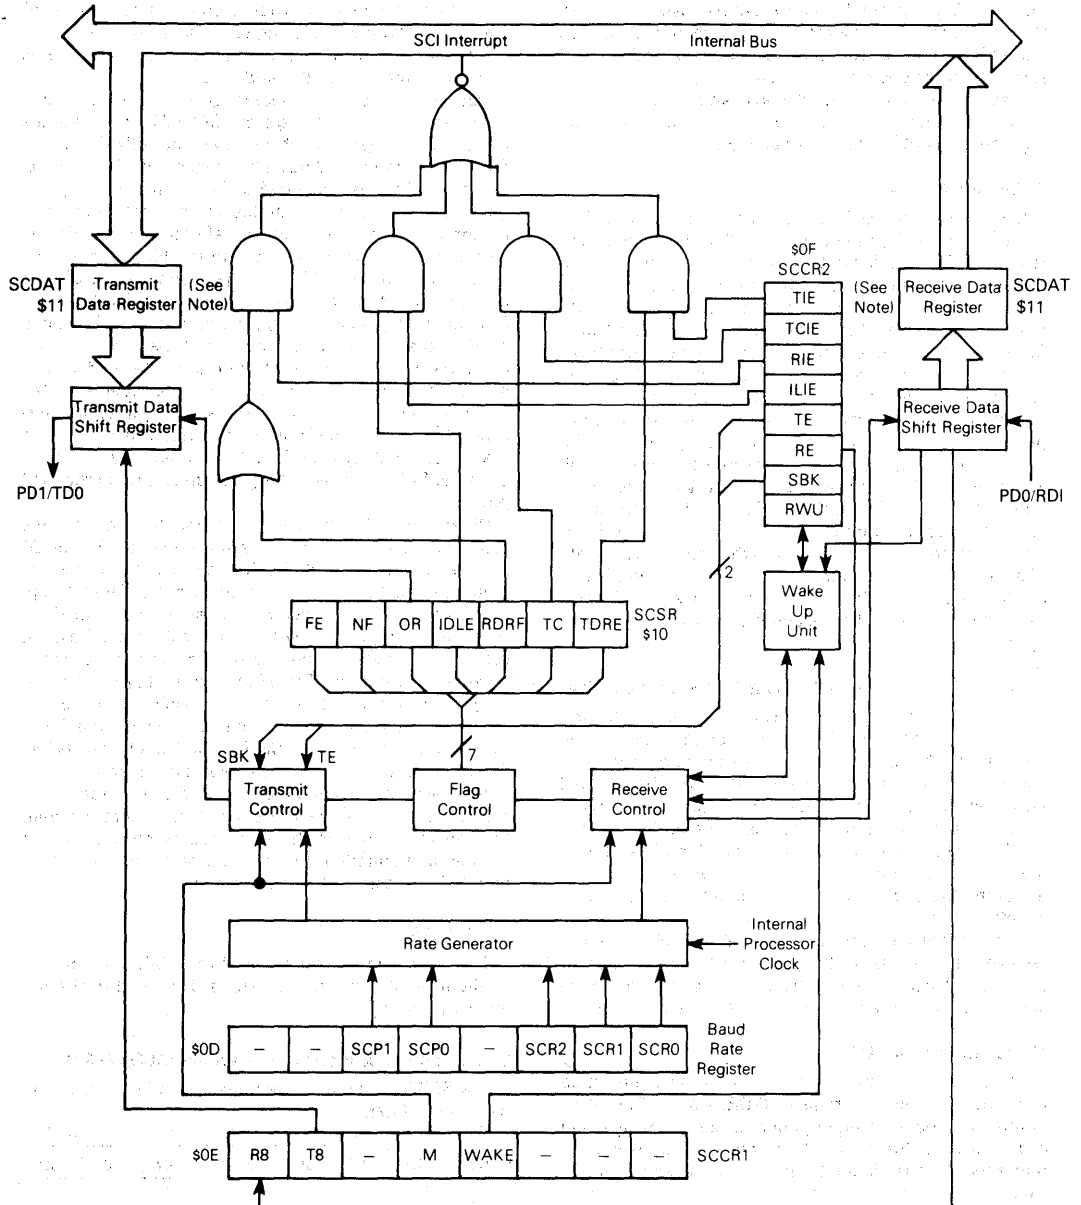 SCI Interrupt
Internal Bus
$0F
SCCR2
SCDAT
$11
Transmit
Data Register
(See
Note)
TIE
TCIE
RIE
ILIE
TE
RE
SBK
RWU
(See
Note)
Receive Data
Register
SCDAT
$11
Transmit Data
Shift Register
Receive Data
Shift Register
PD1/TD0
PD0/RDI
2
Wake
Up
Unit
FE NF OR IDLE RDRF TC TDRE
SCSR
$10
7
SBK
TE
Transmit
Control
Flag
Control
Receive
Control
Rate Generator
Internal
Processor
Clock
$0D
– – SCP1 SCP0 – SCR2 SCR1 SCR0
Baud
Rate
Register
$0E
R8 T8 – M WAKE – – –
SCCR1